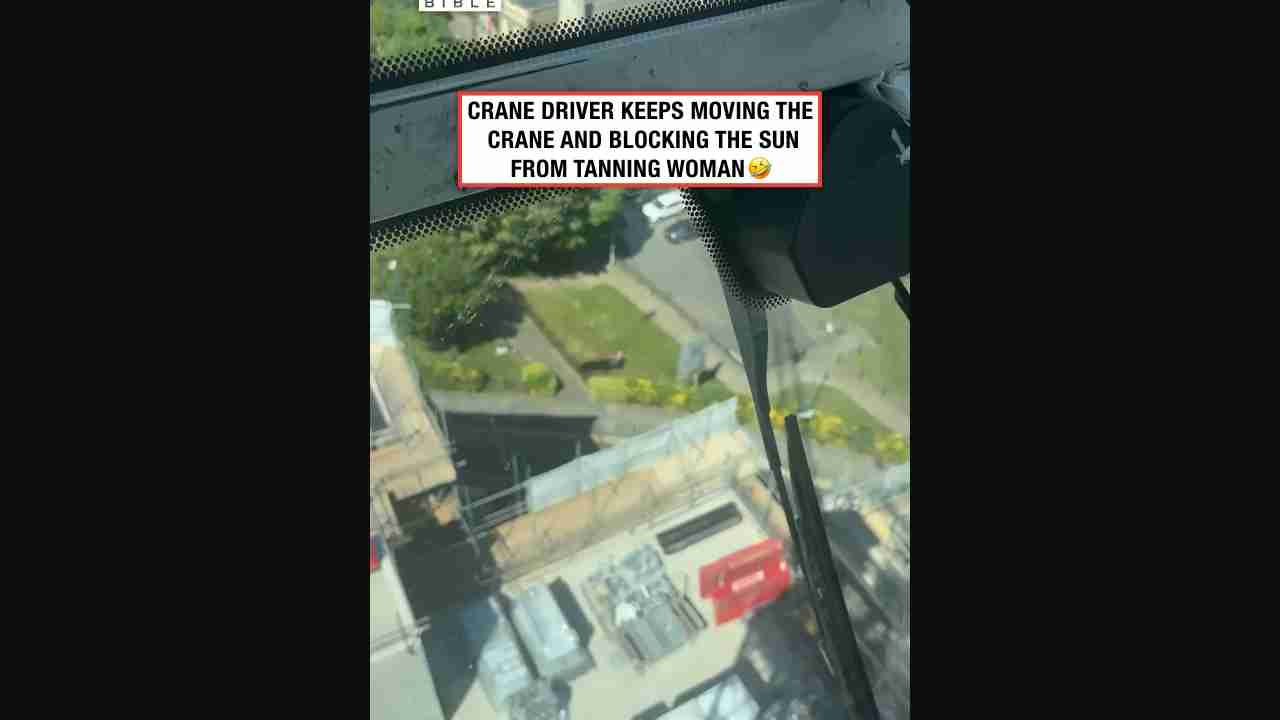 BIBLE
CRANE DRIVER KEEPS MOVING THE
CRANE AND BLOCKING THE SUN
FROM TANNING WOMAN🤣